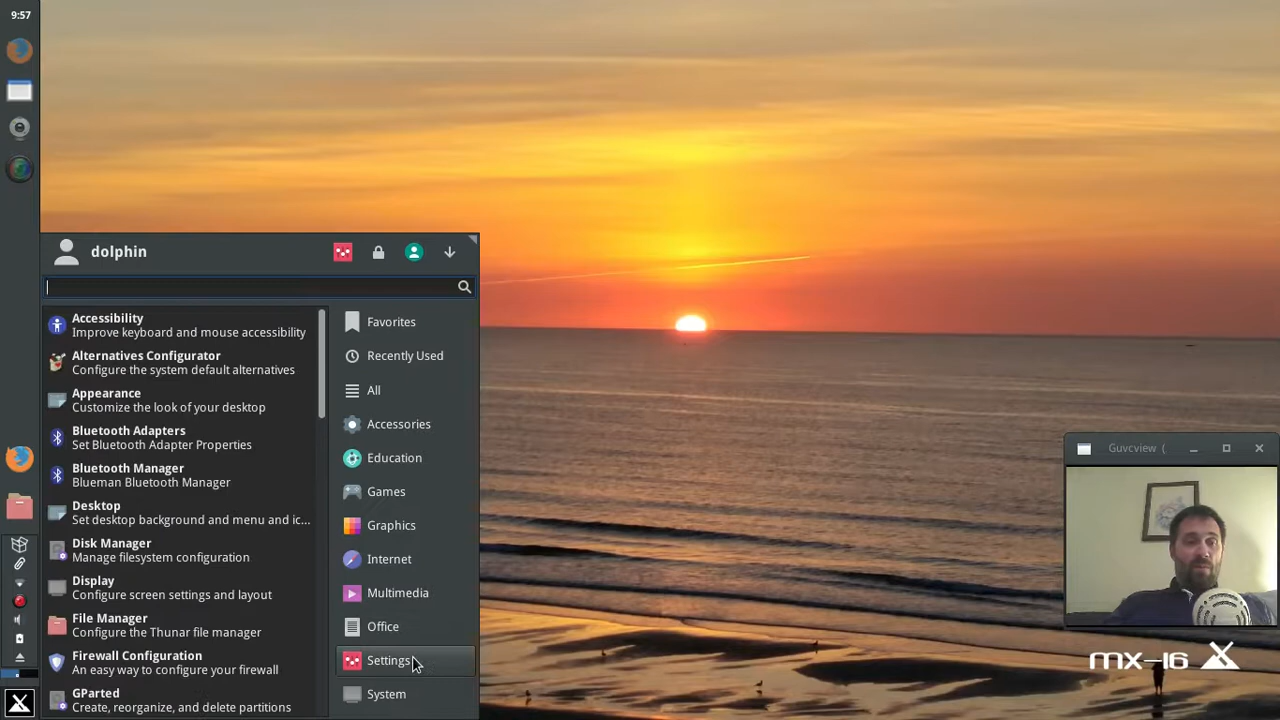 9:57
dolphin
Accessibility
Improve keyboard and mouse accessibility
Alternatives Configurator
Configure the system default alternatives
Appearance
Customize the look of your desktop
Bluetooth Adapters
Set Bluetooth Adapter Properties
Bluetooth Manager
Blueman Bluetooth Manager
Desktop
Set desktop background and menu and ic...
Disk Manager
Manage filesystem configuration
Display
Configure screen settings and layout
File Manager
Configure the Thunar file manager
Firewall Configuration
An easy way to configure your firewall
GParted
Create, reorganize, and delete partitions
Favorites
Recently Used
All
Accessories
Education
Games
Graphics
Internet
Multimedia
Office
Settings
System
Guvcview (
mx-16